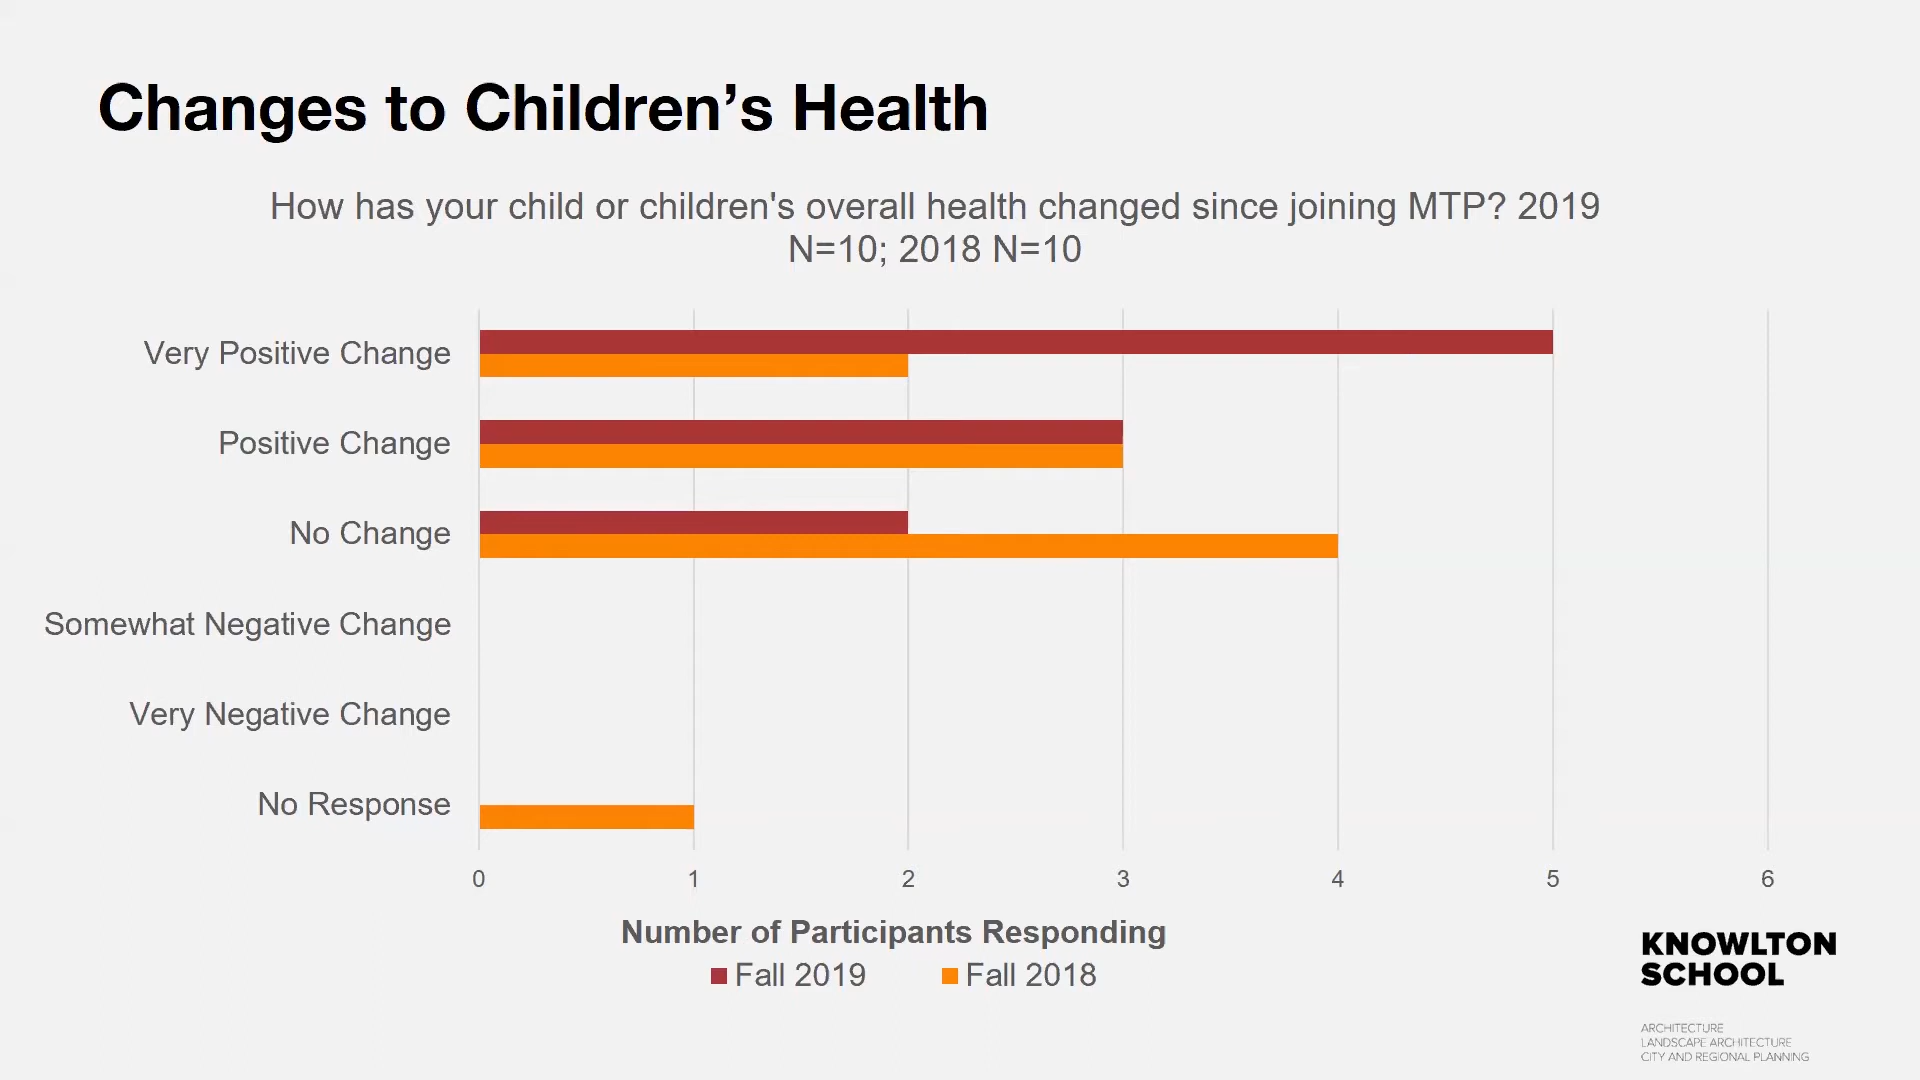 Changes to Children’s Health
How has your child or children's overall health changed since joining MTP? 2019
N=10; 2018 N=10
Very Positive Change
Positive Change
No Change
Somewhat Negative Change
Very Negative Change
No Response
0 1 2 3 4 5 6
Number of Participants Responding
Fall 2019 Fall 2018
KNOWLTON
SCHOOL
ARCHITECTURE
LANDSCAPE ARCHITECTURE
CITY AND REGIONAL PLANNING